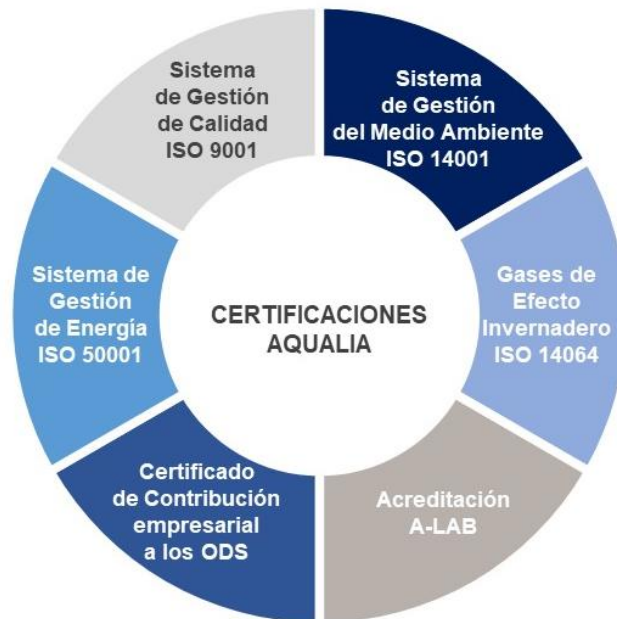 Sistema
de Gestión
de Calidad
ISO 9001
Sistema
de Gestión
del Medio Ambiente
ISO 14001
Sistema de
Gestión
de Energía
ISO 50001
CERTIFICACIONES
AQUALIA
Gases de
Efecto
Invernadero
ISO 14064
Certificado
de Contribución
empresarial
a los ODS
Acreditación
A-LAB